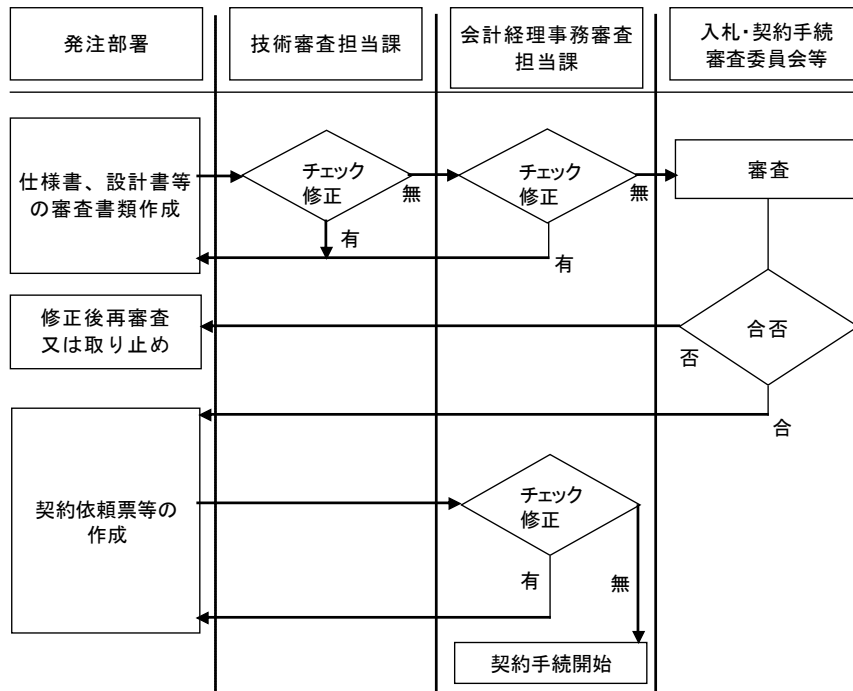 発注部署
技術審査担当課
会計経理事務審査
担当課
入札・契約手続
審査委員会等
仕様書、設計書等
の審査書類作成
チェック
修正
無
有
チェック
修正
無
有
審査
合否
否
合
修正後再審査
又は取り止め
契約依頼票等の
作成
チェック
修正
有
無
契約手続開始